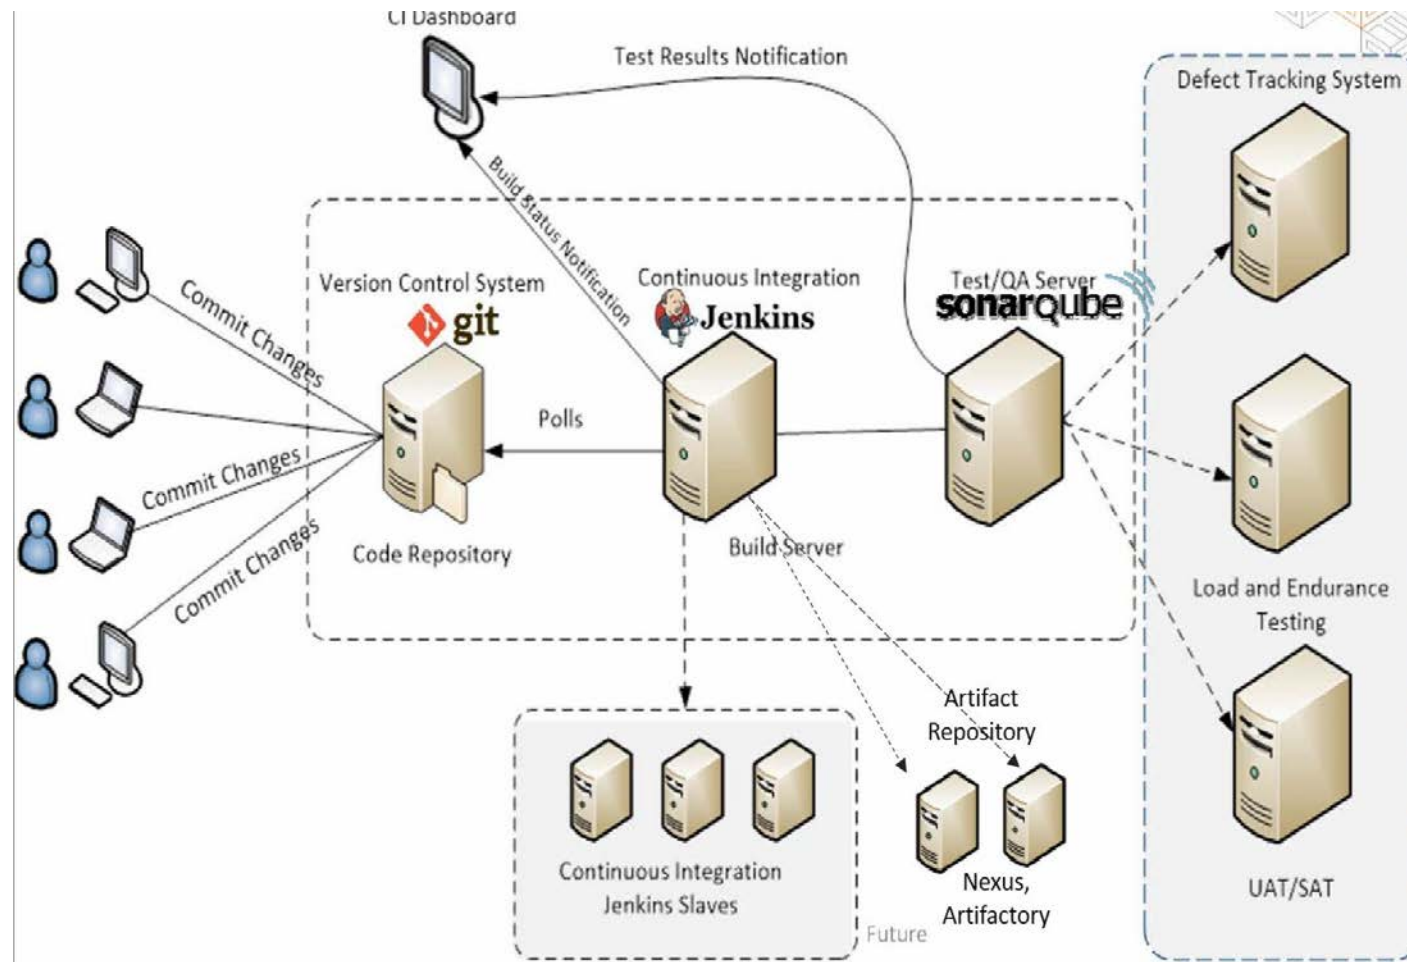 CI Dashboard
Test Results Notification
Defect Tracking System
Build Status Notification
Version Control System
git
Continuous Integration
Jenkins
Test/QA Server
sonarqube
Commit Changes
Commit Changes
Commit Changes
Polls
Code Repository
Build Server
Load and Endurance
Testing
Artifact
Repository
Continuous Integration
Jenkins Slaves
Nexus,
Artifactory
UAT/SAT
Future